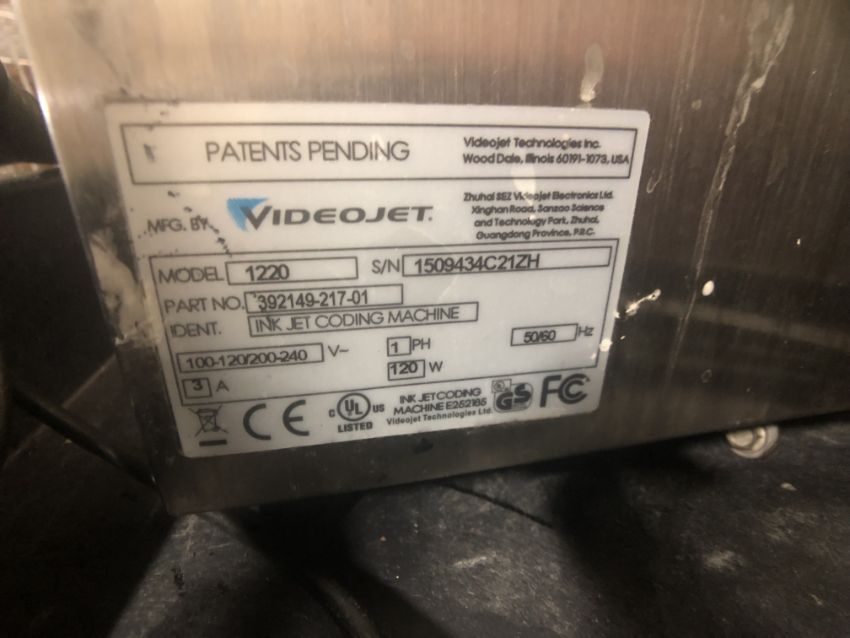 PATENTS PENDING
Videojet Technologies Inc.
Wood Dale, Illinois 60191-1073, USA
MFG. BY VIDEOJET.
Zhuhai SEZ Videojet Electronics Ltd.
Xinghan Road, Sanzao Science
and Technology Park, Zhuhai,
Guangdong Province, P.R.C.
MODEL 1220 S/N 1509434C21ZH
PART NO. 392149-217-01
IDENT. INK JET CODING MACHINE
100-120/200-240 V~ 1 PH 50/60 Hz
3 A 120 W
CE
C UL US
LISTED
INK JET CODING
MACHINE E252185
Videojet Technologies Ltd.
GS
FC